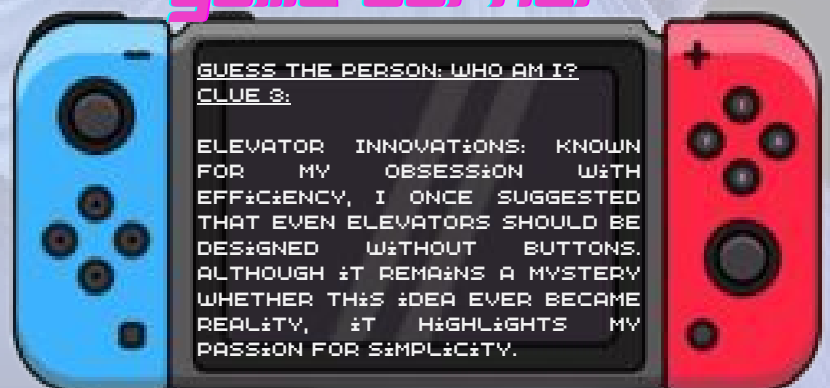 GUESS THE PERSON: WHO AM I?
CLUE 3:
ELEVATOR INNOVATIONS: KNOWN
FOR MY OBSESSION WITH
EFFICIENCY, I ONCE SUGGESTED
THAT EVEN ELEVATORS SHOULD BE
DESIGNED WITHOUT BUTTONS.
ALTHOUGH IT REMAINS A MYSTERY
WHETHER THIS IDEA EVER BECAME
REALITY, IT HIGHLIGHTS MY
PASSION FOR SIMPLICITY.